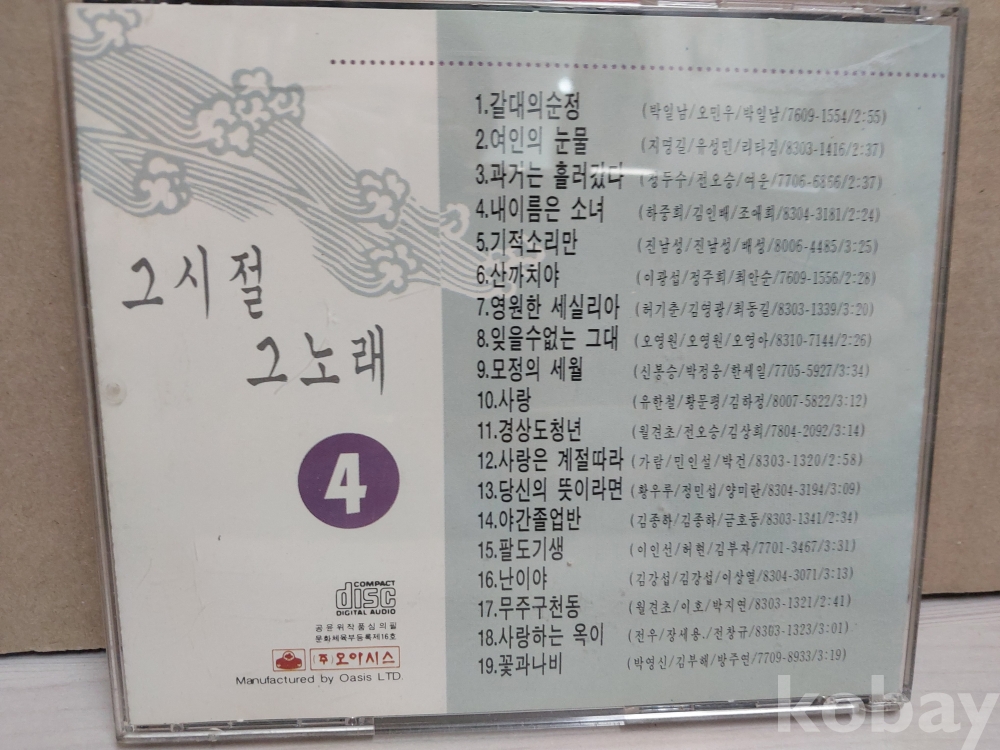 그시절
그노래
4
COMPACT
disc
DIGITAL AUDIO
공윤위작품심의필
문화체육부등록제16호
(주)오아시스
Manufactured by Oasis LTD.
1.갈대의순정 (박일남/오민우/박일남/7609-1554/2:55)
2.여인의 눈물 (지명길/유성민/리타김/8303-1416/2:37)
3.과거는 흘러갔다 (정두수/전오승/여운/7706-6856/2:37)
4.내이름은 소녀 (하중희/김인배/조애희/8304-3181/2:24)
5.기적소리만 (진남성/진남성/배성/8006-4485/3:25)
6.산까치야 (이광섭/정주희/최안순/7609-1556/2:28)
7.영원한 세실리아 (허기춘/김영광/최동길/8303-1339/3:20)
8.잊을수없는 그대 (오영원/오영원/오영아/8310-7144/2:26)
9.모정의 세월 (신봉승/박정웅/한세일/7705-5927/3:34)
10.사랑 (유한철/황문평/김하정/8007-5822/3:12)
11.경상도청년 (월견초/전오승/김상희/7804-2092/3:14)
12.사랑은 계절따라 (가람/민인설/박건/8303-1320/2:58)
13.당신의 뜻이라면 (황우루/정민섭/양미란/8304-3194/3:09)
14.야간졸업반 (김종하/김종하/금호동/8303-1341/2:34)
15.팔도기생 (이인선/허현/김부자/7701-3467/3:31)
16.난이야 (김강섭/김강섭/이상열/8304-3071/3:13)
17.무주구천동 (월견초/이호/박지연/8303-1321/2:41)
18.사랑하는 옥이 (전우/장세용./전창규/8303-1323/3:01)
19.꽃과나비 (박영신/김부해/방주연/7709-8933/3:19)
kobay